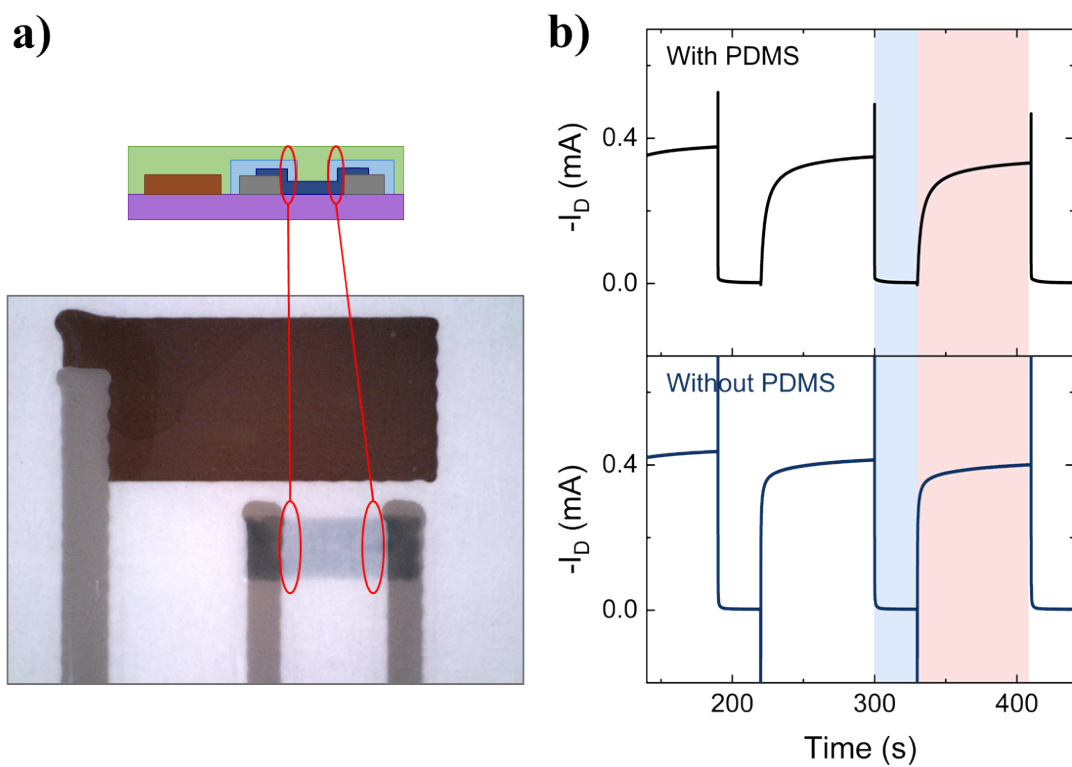 a)
b)
With PDMS
0.4
0.0
-I_D (mA)
Without PDMS
0.4
0.0
-I_D (mA)
200 300 400
Time (s)